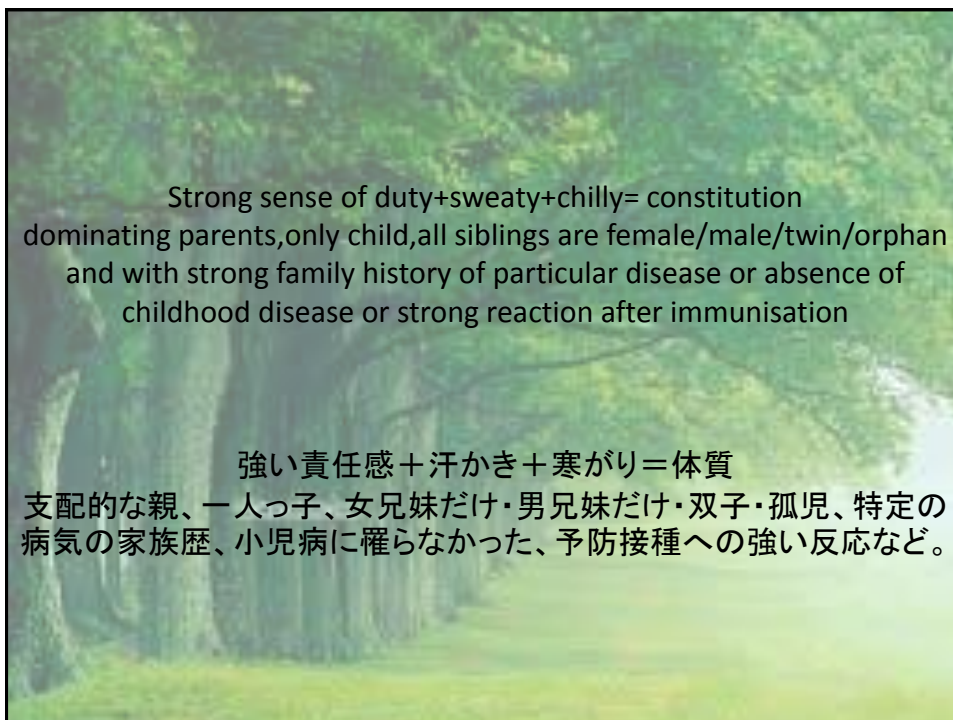 Strong sense of duty+sweaty+chilly= constitution
dominating parents,only child,all siblings are female/male/twin/orphan
and with strong family history of particular disease or absence of
childhood disease or strong reaction after immunisation
強い責任感＋汗かき＋寒がり＝体質
支配的な親、一人っ子、女兄妹だけ・男兄妹だけ・双子・孤児、特定の
病気の家族歴、小児病に罹らなかった、予防接種への強い反応など。